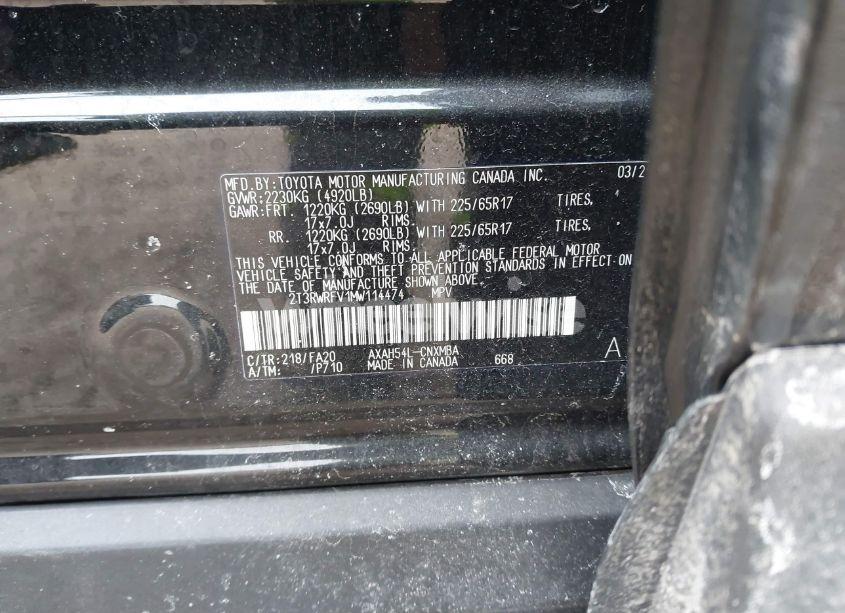 MFD.BY:TOYOTA MOTOR MANUFACTURING CANADA INC. 03/2
GVWR:2230KG (4920LB)
GAWR:FRT. 1220KG (2690LB) WITH 225/65R17 TIRES,
17x7.0J RIMS
RR. 1220KG (2690LB) WITH 225/65R17 TIRES,
17x7.0J RIMS
THIS VEHICLE CONFORMS TO ALL APPLICABLE FEDERAL MOTOR
VEHICLE SAFETY AND THEFT PREVENTION STANDARDS IN EFFECT ON
THE DATE OF MANUFACTURE SHOWN ABOVE.
2T3RWRFV1MW114474 MPV
C/TR:218/FA20 AXAH54L-CNXMBA 668 A
A/TM: /P710 MADE IN CANADA